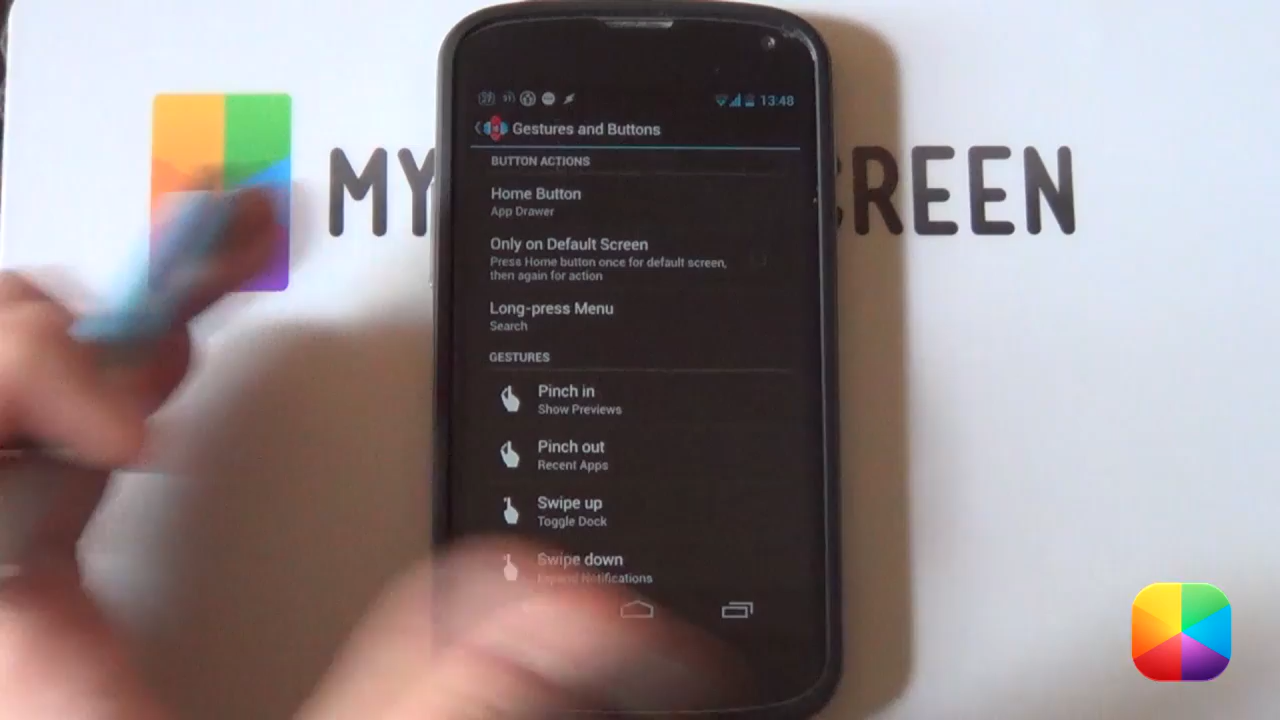 13:48
Gestures and Buttons
BUTTON ACTIONS
MY CREEN
Home Button
App Drawer
Only on Default Screen
Press Home button once for default screen,
then again for action
Long-press Menu
Search
GESTURES
Pinch in
Show Previews
Pinch out
Recent Apps
Swipe up
Toggle Dock
Swipe down
Expand Notifications